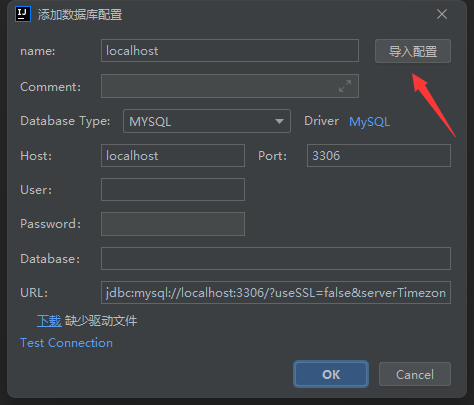 添加数据库配置
name: localhost 导入配置
Comment:
Database Type: MYSQL Driver MySQL
Host: localhost Port: 3306
User:
Password:
Database:
URL: jdbc:mysql://localhost:3306/?useSSL=false&serverTimezon
下载 缺少驱动文件
Test Connection
OK Cancel